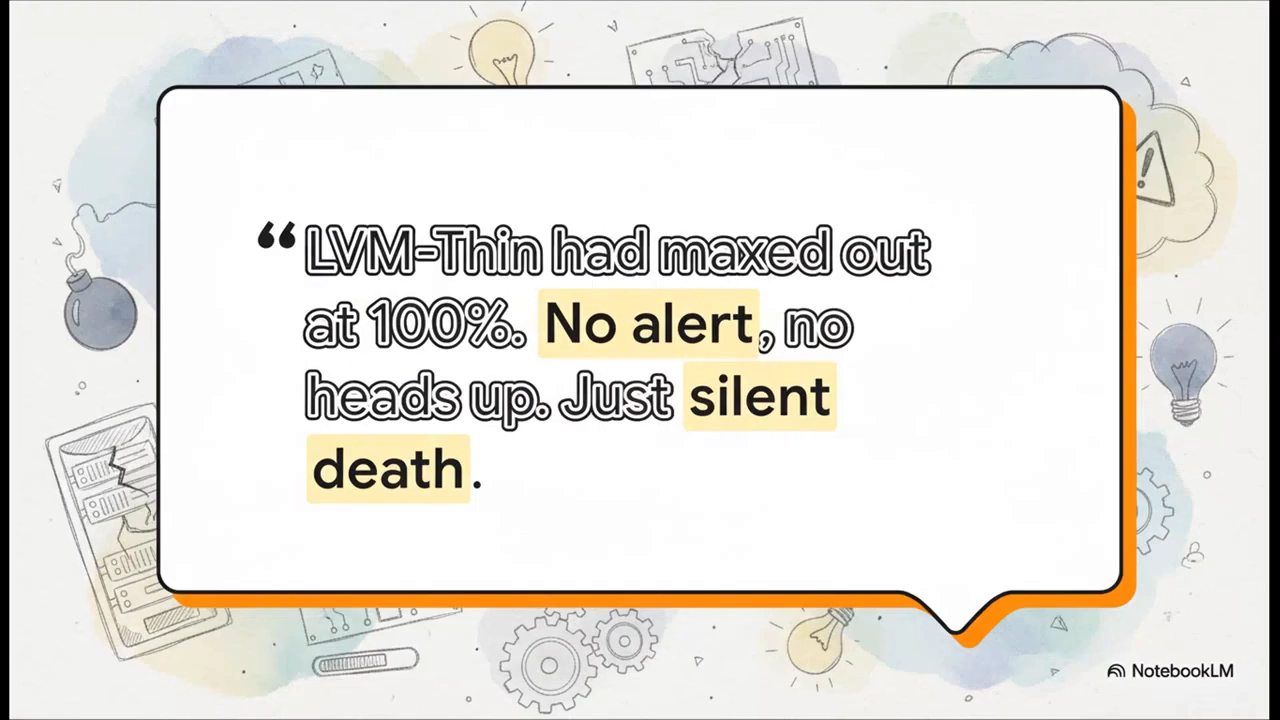 “LVM-Thin had maxed out
at 100%. No alert, no
heads up. Just silent
death.
NotebookLM